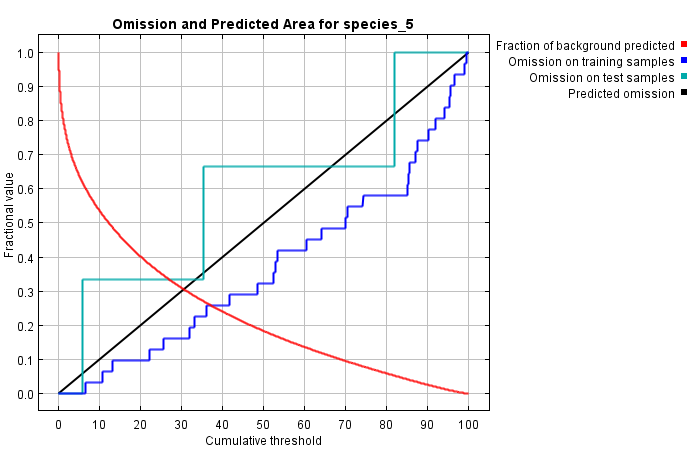 Omission and Predicted Area for species_5
Fraction of background predicted
Omission on training samples
Omission on test samples
Predicted omission
Fractional value
1.0
0.9
0.8
0.7
0.6
0.5
0.4
0.3
0.2
0.1
0.0
0 10 20 30 40 50 60 70 80 90 100
Cumulative threshold